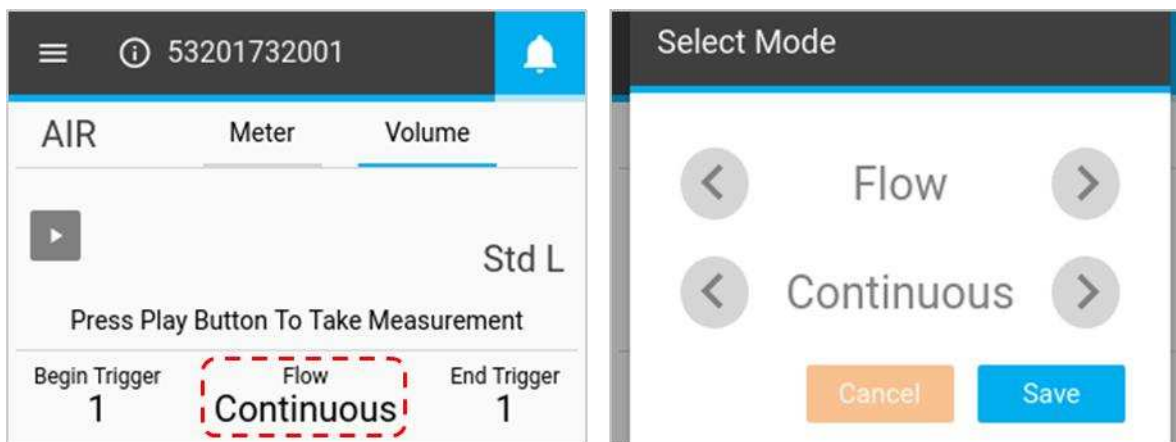 53201732001
AIR Meter Volume
Std L
Press Play Button To Take Measurement
Begin Trigger Flow End Trigger
1 Continuous 1
Select Mode
Flow
Continuous
Cancel Save